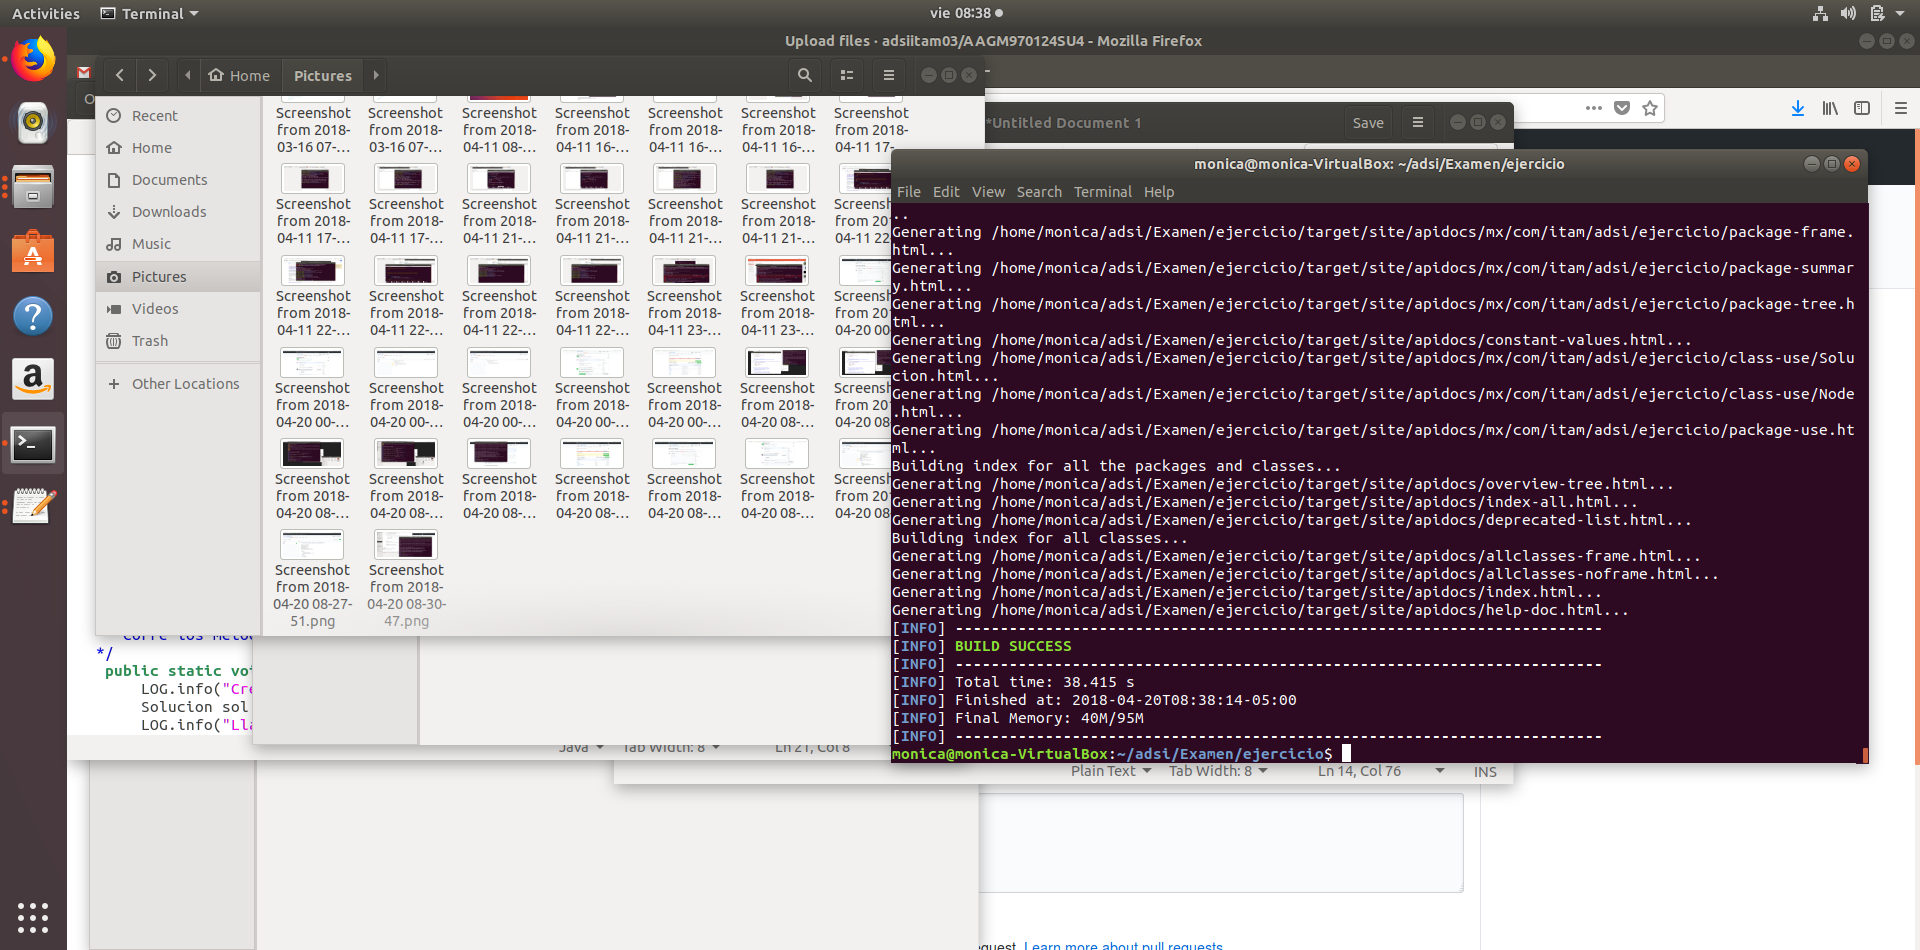 Activities
Terminal
vie 08:38
Upload files · adsiitam03/AAGM970124SU4 - Mozilla Firefox
Home
Pictures
Recent
Home
Documents
Downloads
Music
Pictures
Videos
Trash
Other Locations
Screenshot Screenshot Screenshot Screenshot Screenshot Screenshot Screenshot
from 2018- from 2018- from 2018- from 2018- from 2018- from 2018- from 2018-
03-16 07-... 03-16 07-... 04-11 08-... 04-11 16-... 04-11 16-... 04-11 16-... 04-11 17-
Screenshot Screenshot Screenshot Screenshot Screenshot Screenshot Screensh
from 2018- from 2018- from 2018- from 2018- from 2018- from 2018- from 201
04-11 17-... 04-11 17-... 04-11 21-... 04-11 21-... 04-11 21-... 04-11 21-... 04-11 22
Screenshot Screenshot Screenshot Screenshot Screenshot Screenshot Screensh
from 2018- from 2018- from 2018- from 2018- from 2018- from 2018- from 201
04-11 22-... 04-11 22-... 04-11 22-... 04-11 22-... 04-11 23-... 04-11 23-... 04-20 00
Screenshot Screenshot Screenshot Screenshot Screenshot Screenshot Screensh
from 2018- from 2018- from 2018- from 2018- from 2018- from 2018- from 201
04-20 00-... 04-20 00-... 04-20 00-... 04-20 00-... 04-20 00-... 04-20 08-... 04-20 08
Screenshot Screenshot Screenshot Screenshot Screenshot Screenshot Screensh
from 2018- from 2018- from 2018- from 2018- from 2018- from 2018- from 201
04-20 08-... 04-20 08-... 04-20 08-... 04-20 08-... 04-20 08-... 04-20 08-... 04-20 08
Screenshot Screenshot
from 2018- from 2018-
04-20 08-27- 04-20 08-30-
51.png 47.png
*Untitled Document 1
Save
monica@monica-VirtualBox: ~/adsi/Examen/ejercicio
File Edit View Search Terminal Help
..
Generating /home/monica/adsi/Examen/ejercicio/target/site/apidocs/mx/com/itam/adsi/ejercicio/package-frame.
html...
Generating /home/monica/adsi/Examen/ejercicio/target/site/apidocs/mx/com/itam/adsi/ejercicio/package-summar
y.html...
Generating /home/monica/adsi/Examen/ejercicio/target/site/apidocs/mx/com/itam/adsi/ejercicio/package-tree.h
tml...
Generating /home/monica/adsi/Examen/ejercicio/target/site/apidocs/constant-values.html...
Generating /home/monica/adsi/Examen/ejercicio/target/site/apidocs/mx/com/itam/adsi/ejercicio/class-use/Solu
cion.html...
Generating /home/monica/adsi/Examen/ejercicio/target/site/apidocs/mx/com/itam/adsi/ejercicio/class-use/Node
.html...
Generating /home/monica/adsi/Examen/ejercicio/target/site/apidocs/mx/com/itam/adsi/ejercicio/package-use.ht
ml...
Building index for all the packages and classes...
Generating /home/monica/adsi/Examen/ejercicio/target/site/apidocs/overview-tree.html...
Generating /home/monica/adsi/Examen/ejercicio/target/site/apidocs/index-all.html...
Generating /home/monica/adsi/Examen/ejercicio/target/site/apidocs/deprecated-list.html...
Building index for all classes...
Generating /home/monica/adsi/Examen/ejercicio/target/site/apidocs/allclasses-frame.html...
Generating /home/monica/adsi/Examen/ejercicio/target/site/apidocs/allclasses-noframe.html...
Generating /home/monica/adsi/Examen/ejercicio/target/site/apidocs/index.html...
Generating /home/monica/adsi/Examen/ejercicio/target/site/apidocs/help-doc.html...
[INFO] ------------------------------------------------------------------------
[INFO] BUILD SUCCESS
[INFO] ------------------------------------------------------------------------
[INFO] Total time: 38.415 s
[INFO] Finished at: 2018-04-20T08:38:14-05:00
[INFO] Final Memory: 40M/95M
[INFO] ------------------------------------------------------------------------
monica@monica-VirtualBox:~/adsi/Examen/ejercicio$
*/
public static vo
LOG.info("Cre
Solucion sol
LOG.info("Lla
Java Tab Width: 8 Ln 21, Col 8
Plain Text Tab Width: 8 Ln 14, Col 76 INS
quest. Learn more about pull requests